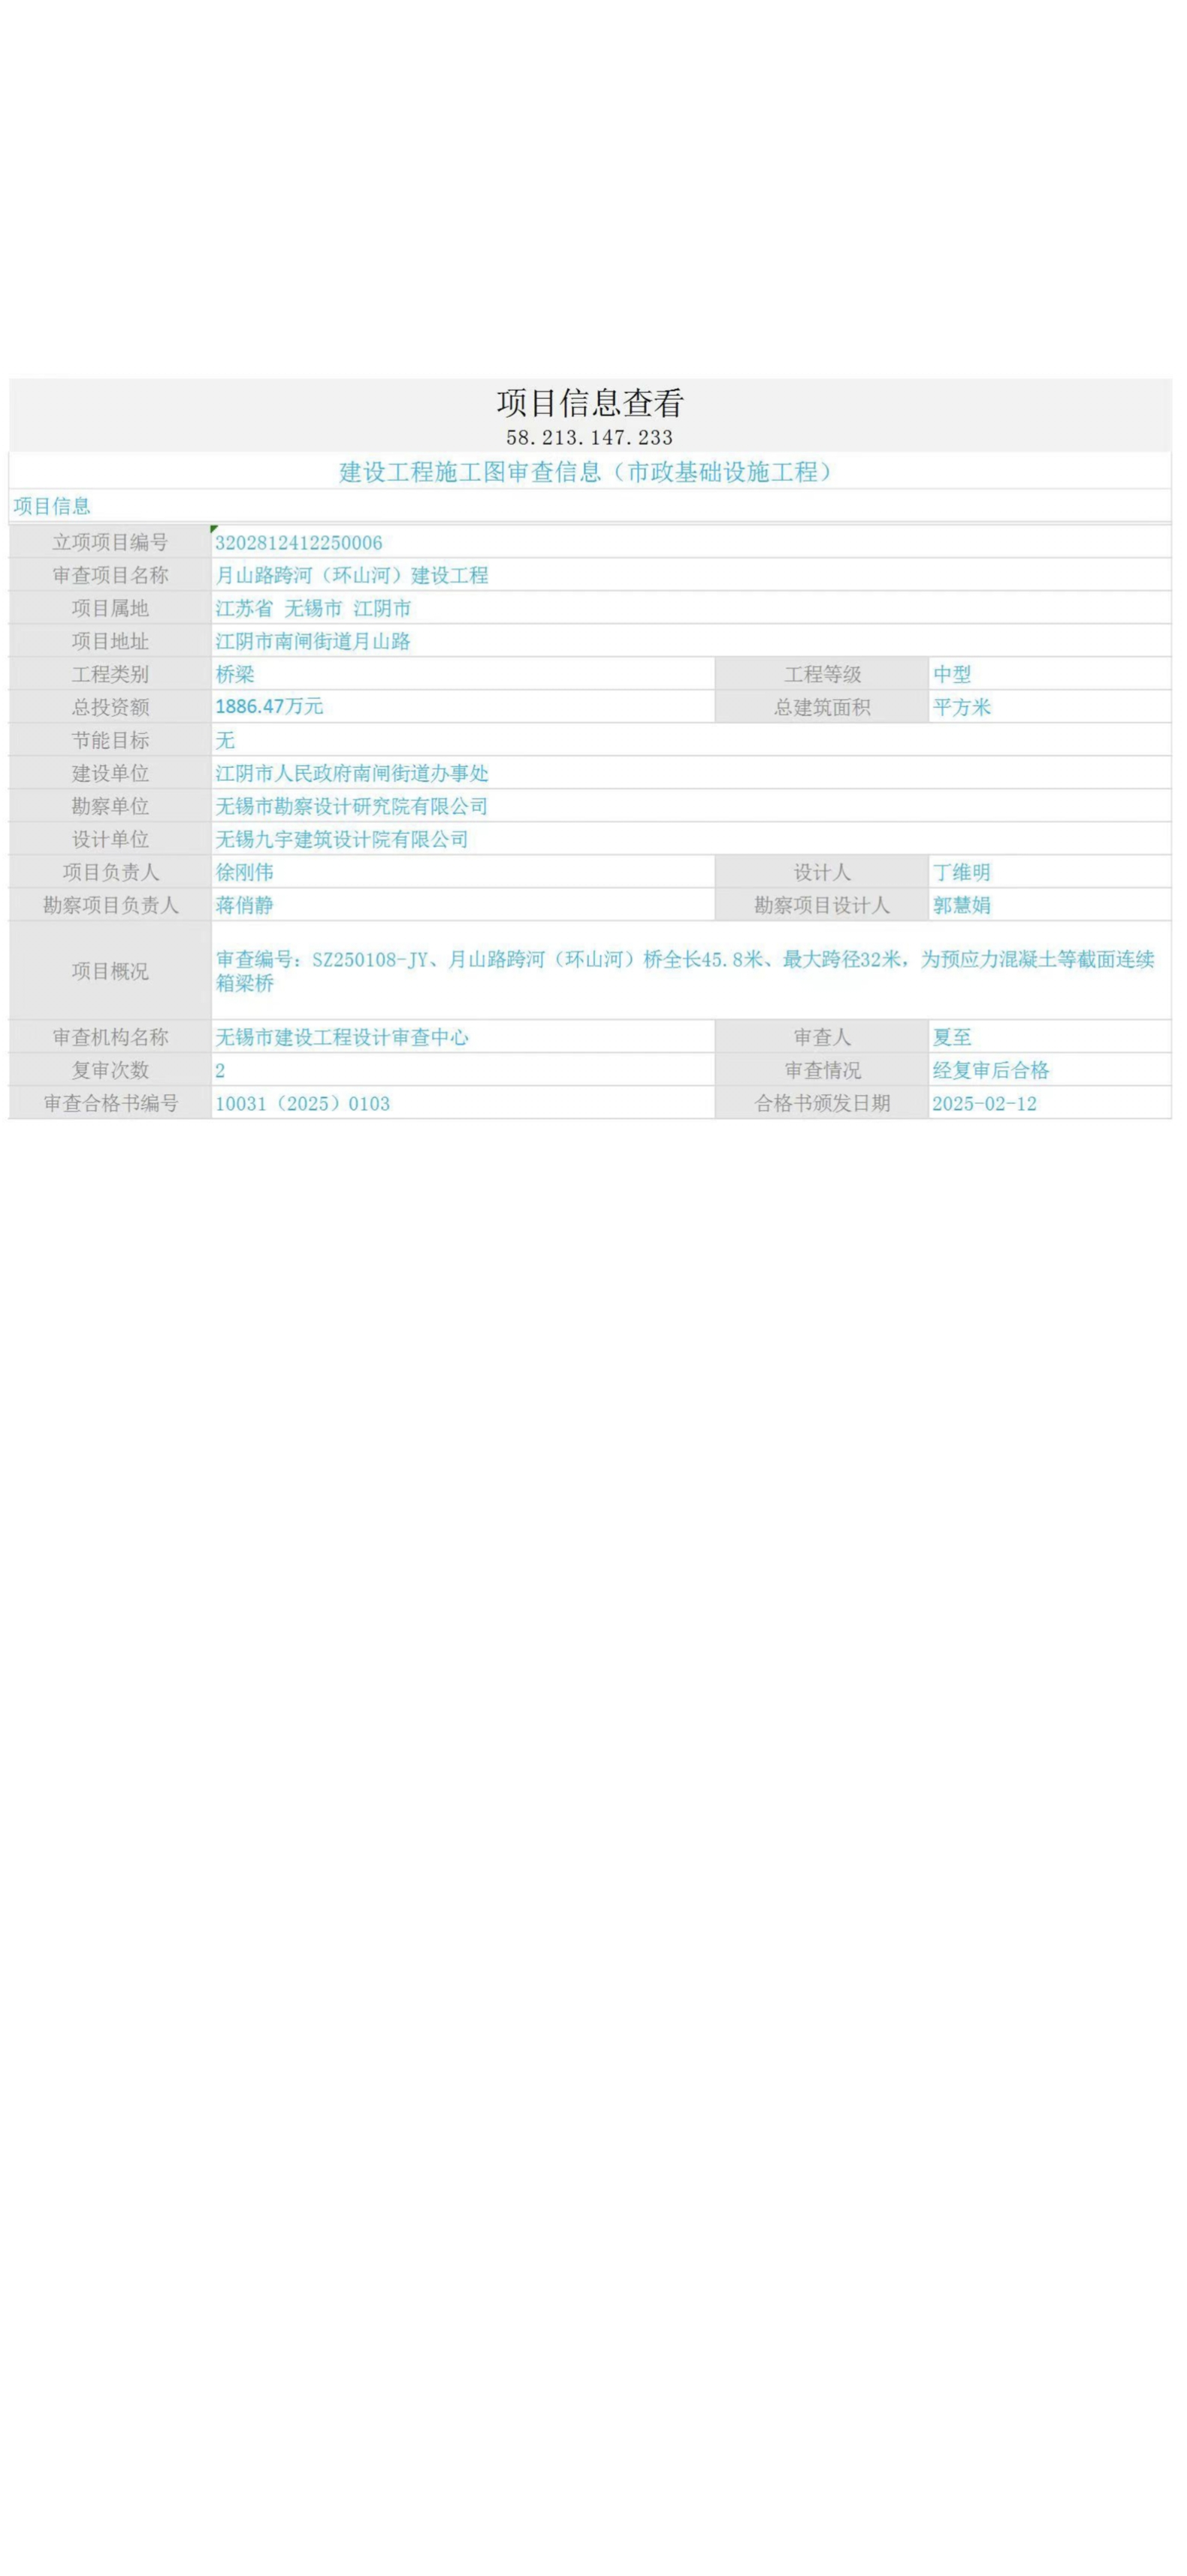 项目信息查看
58.213.147.233
建设工程施工图审查信息（市政基础设施工程）
项目信息
立项项目编号 3202812412250006
审查项目名称 月山路跨河（环山河）建设工程
项目属地 江苏省 无锡市 江阴市
项目地址 江阴市南闸街道月山路
工程类别 桥梁 工程等级 中型
总投资额 1886.47万元 总建筑面积 平方米
节能目标 无
建设单位 江阴市人民政府南闸街道办事处
勘察单位 无锡市勘察设计研究院有限公司
设计单位 无锡九宇建筑设计院有限公司
项目负责人 徐刚伟 设计人 丁维明
勘察项目负责人 蒋俏静 勘察项目设计人 郭慧娟
项目概况 审查编号：SZ250108-JY、月山路跨河（环山河）桥全长45.8米、最大跨径32米，为预应力混凝土等截面连续
箱梁桥
审查机构名称 无锡市建设工程设计审查中心 审查人 夏至
复审次数 2 审查情况 经复审后合格
审查合格书编号 10031（2025）0103 合格书颁发日期 2025-02-12